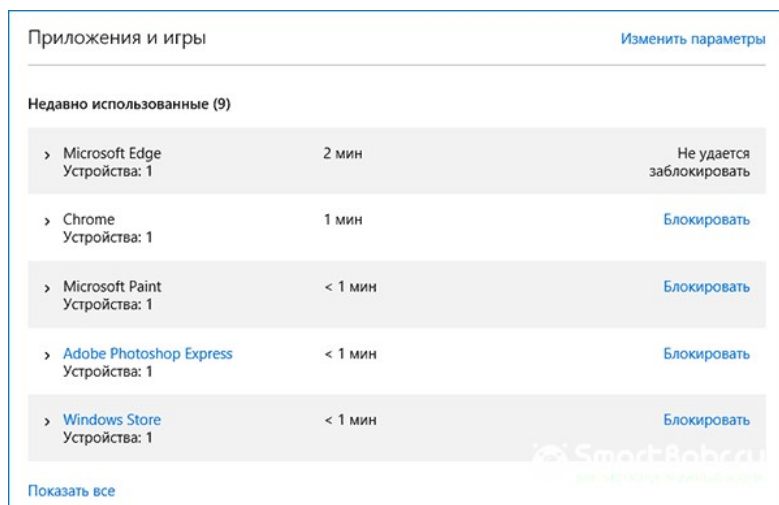 Приложения и игры
Изменить параметры
Недавно использованные (9)
Microsoft Edge 2 мин Не удается
Устройства: 1 заблокировать
Chrome 1 мин Блокировать
Устройства: 1
Microsoft Paint < 1 мин Блокировать
Устройства: 1
Adobe Photoshop Express < 1 мин Блокировать
Устройства: 1
Windows Store < 1 мин Блокировать
Устройства: 1
Показать все